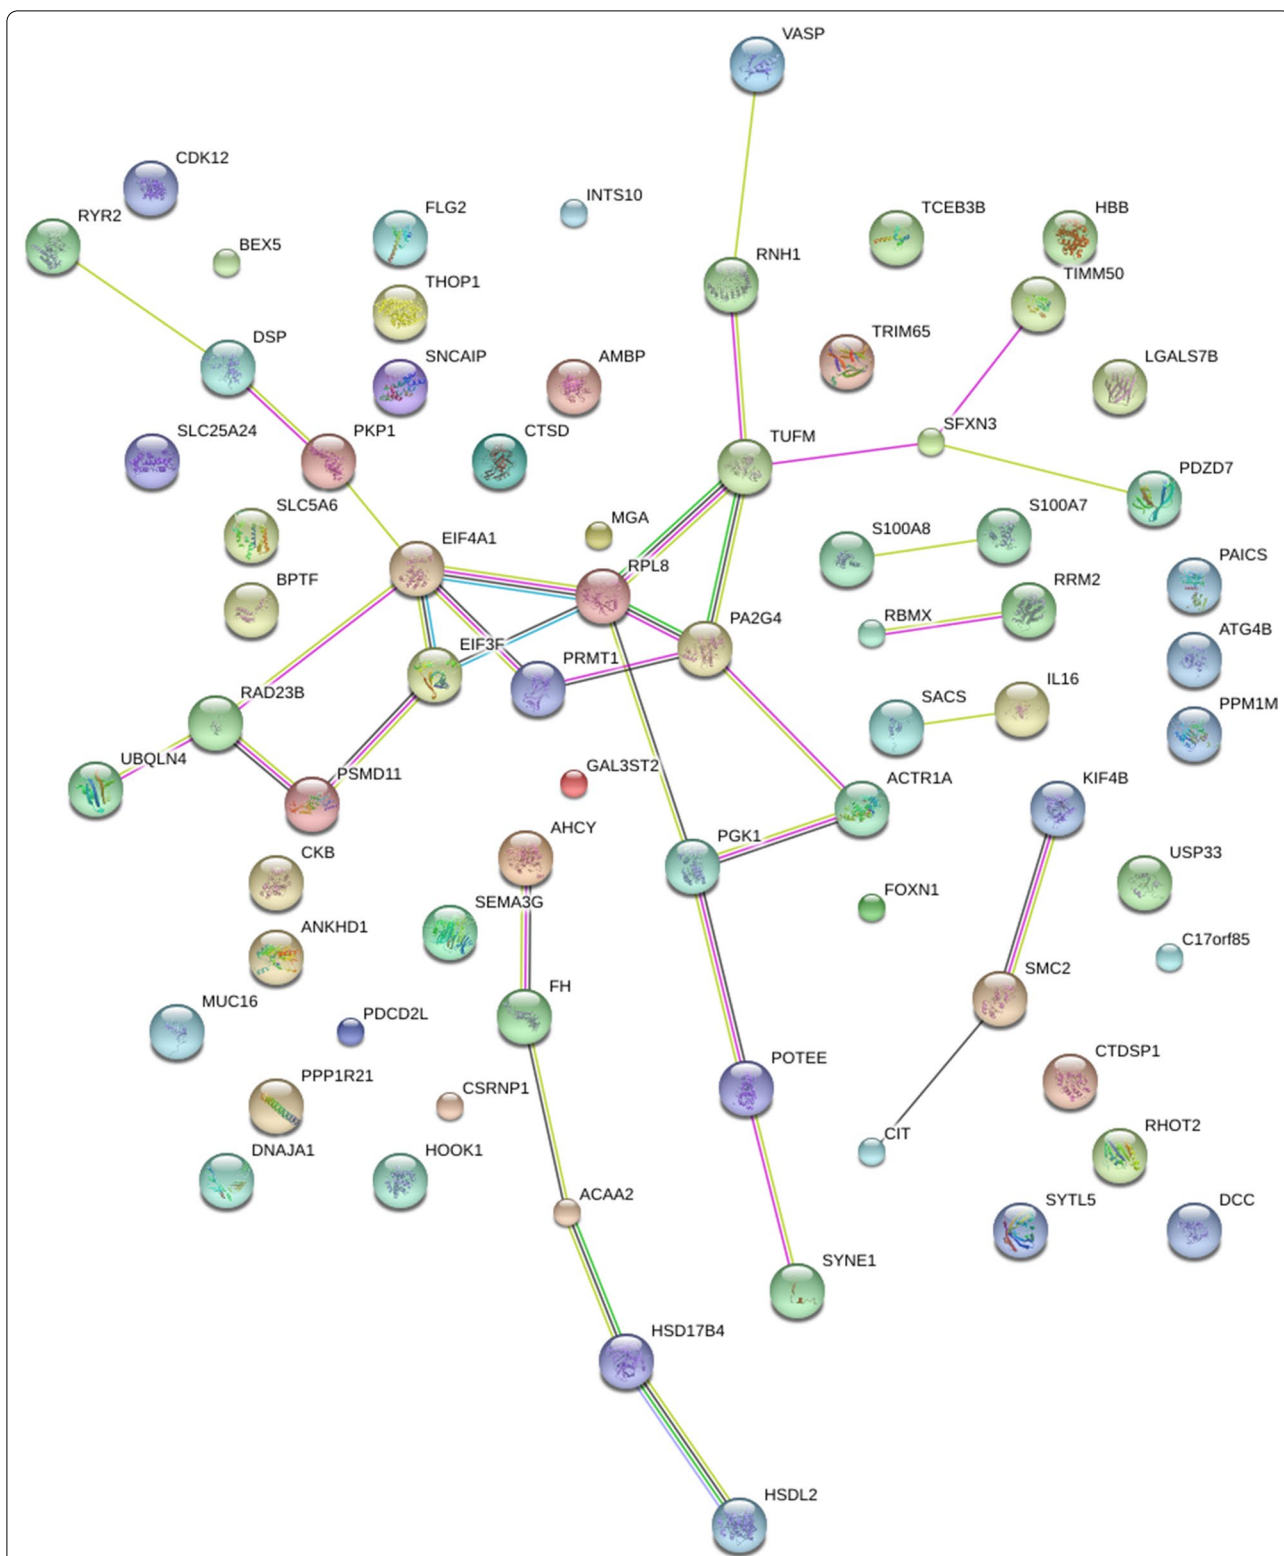 VASP
CDK12
INTS10
RYR2
FLG2
TCEB3B
HBB
BEX5
RNH1
THOP1
TIMM50
DSP
SNCAIP
AMBP
TRIM65
LGALS7B
SLC25A24
PKP1
CTSD
TUFM
SFXN3
PDZD7
SLC5A6
EIF4A1
MGA
S100A8
S100A7
BPTF
RPL8
PAICS
RRM2
PA2G4
RBMX
ATG4B
EIF3F
PRMT1
RAD23B
SACS
IL16
PPM1M
UBQLN4
PSMD11
GAL3ST2
ACTR1A
KIF4B
AHCY
PGK1
CKB
USP33
SEMA3G
FOXN1
ANKHD1
C17orf85
FH
SMC2
MUC16
PDCD2L
POTEE
CTDSP1
PPP1R21
CSRNP1
CIT
DNAJA1
HOOK1
RHOT2
ACAA2
SYTL5
DCC
SYNE1
HSD17B4
HSDL2